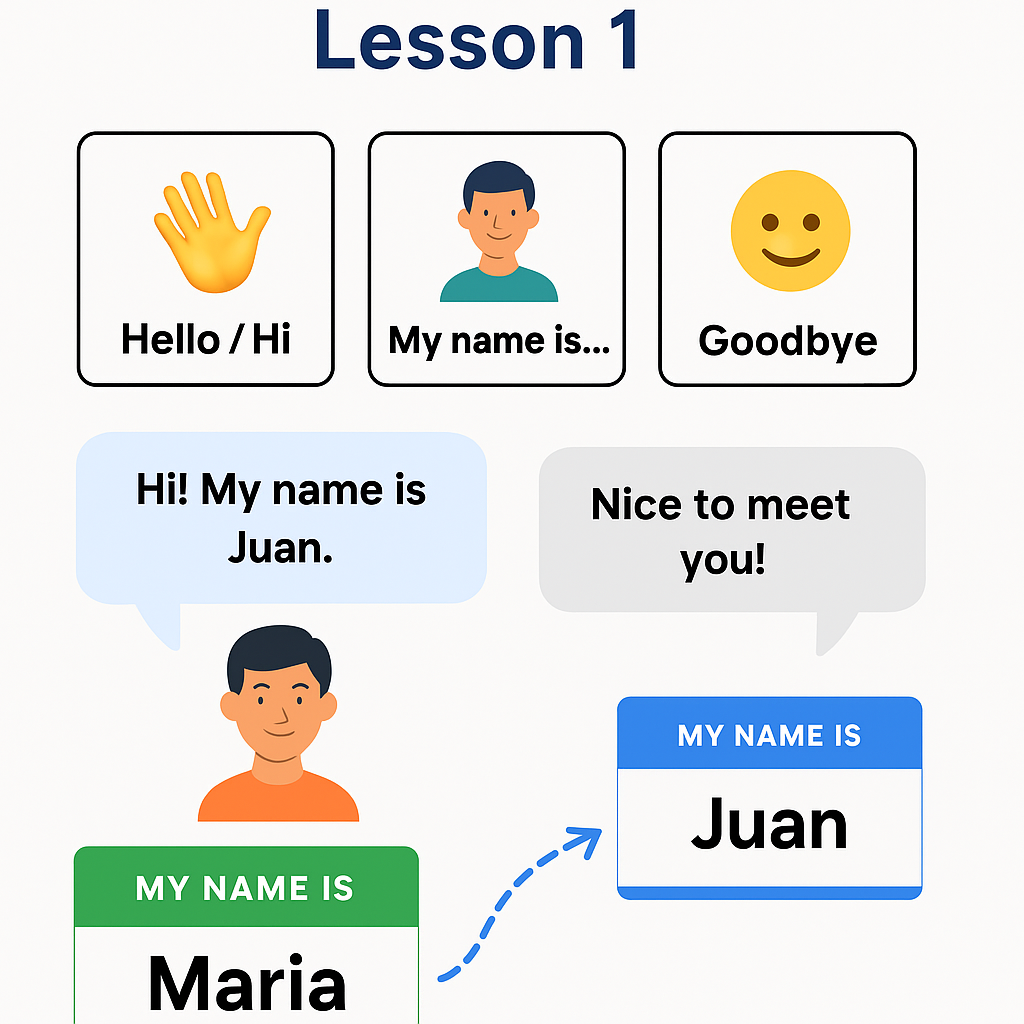 Lesson 1
Hello / Hi
My name is...
Goodbye
Hi! My name is
Juan.
Nice to meet
you!
MY NAME IS
Juan
MY NAME IS
Maria